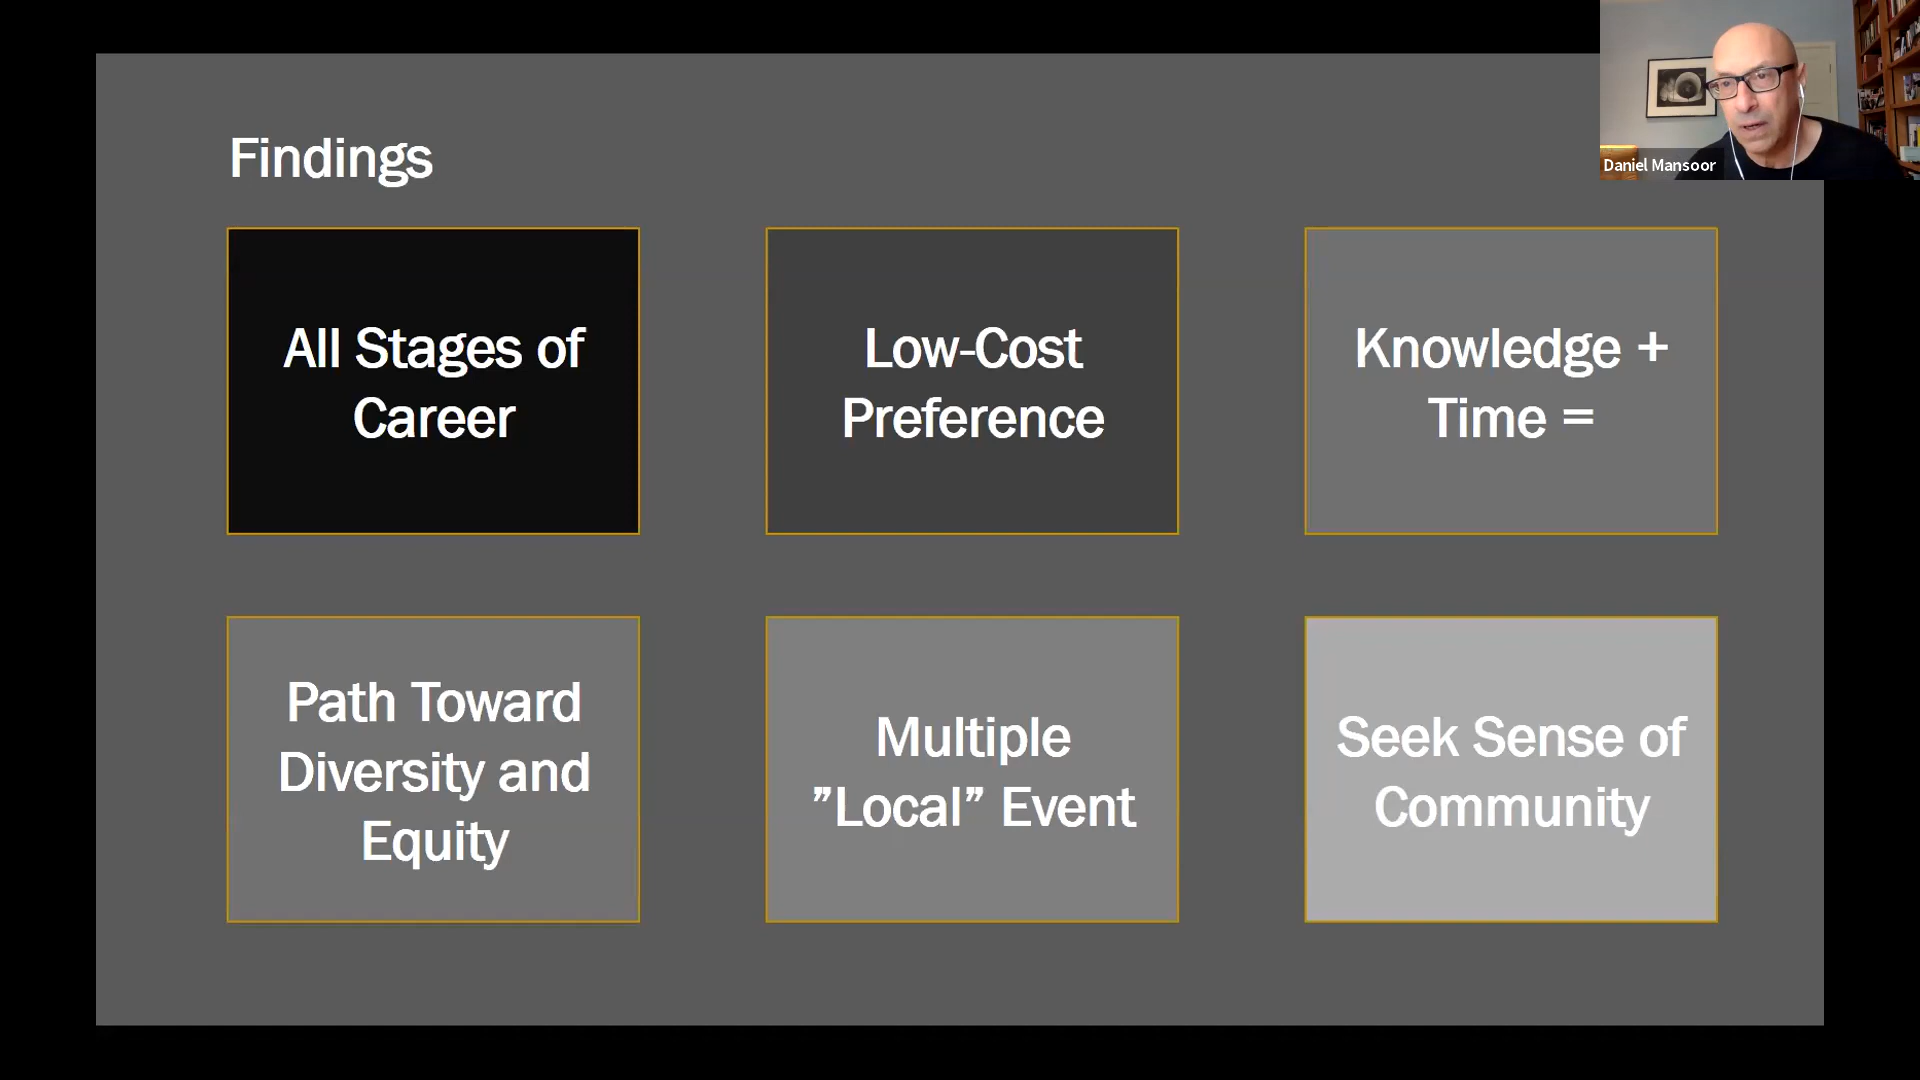 Findings
All Stages of
Career
Low-Cost
Preference
Knowledge +
Time =
Path Toward
Diversity and
Equity
Multiple
”Local” Event
Seek Sense of
Community
Daniel Mansoor